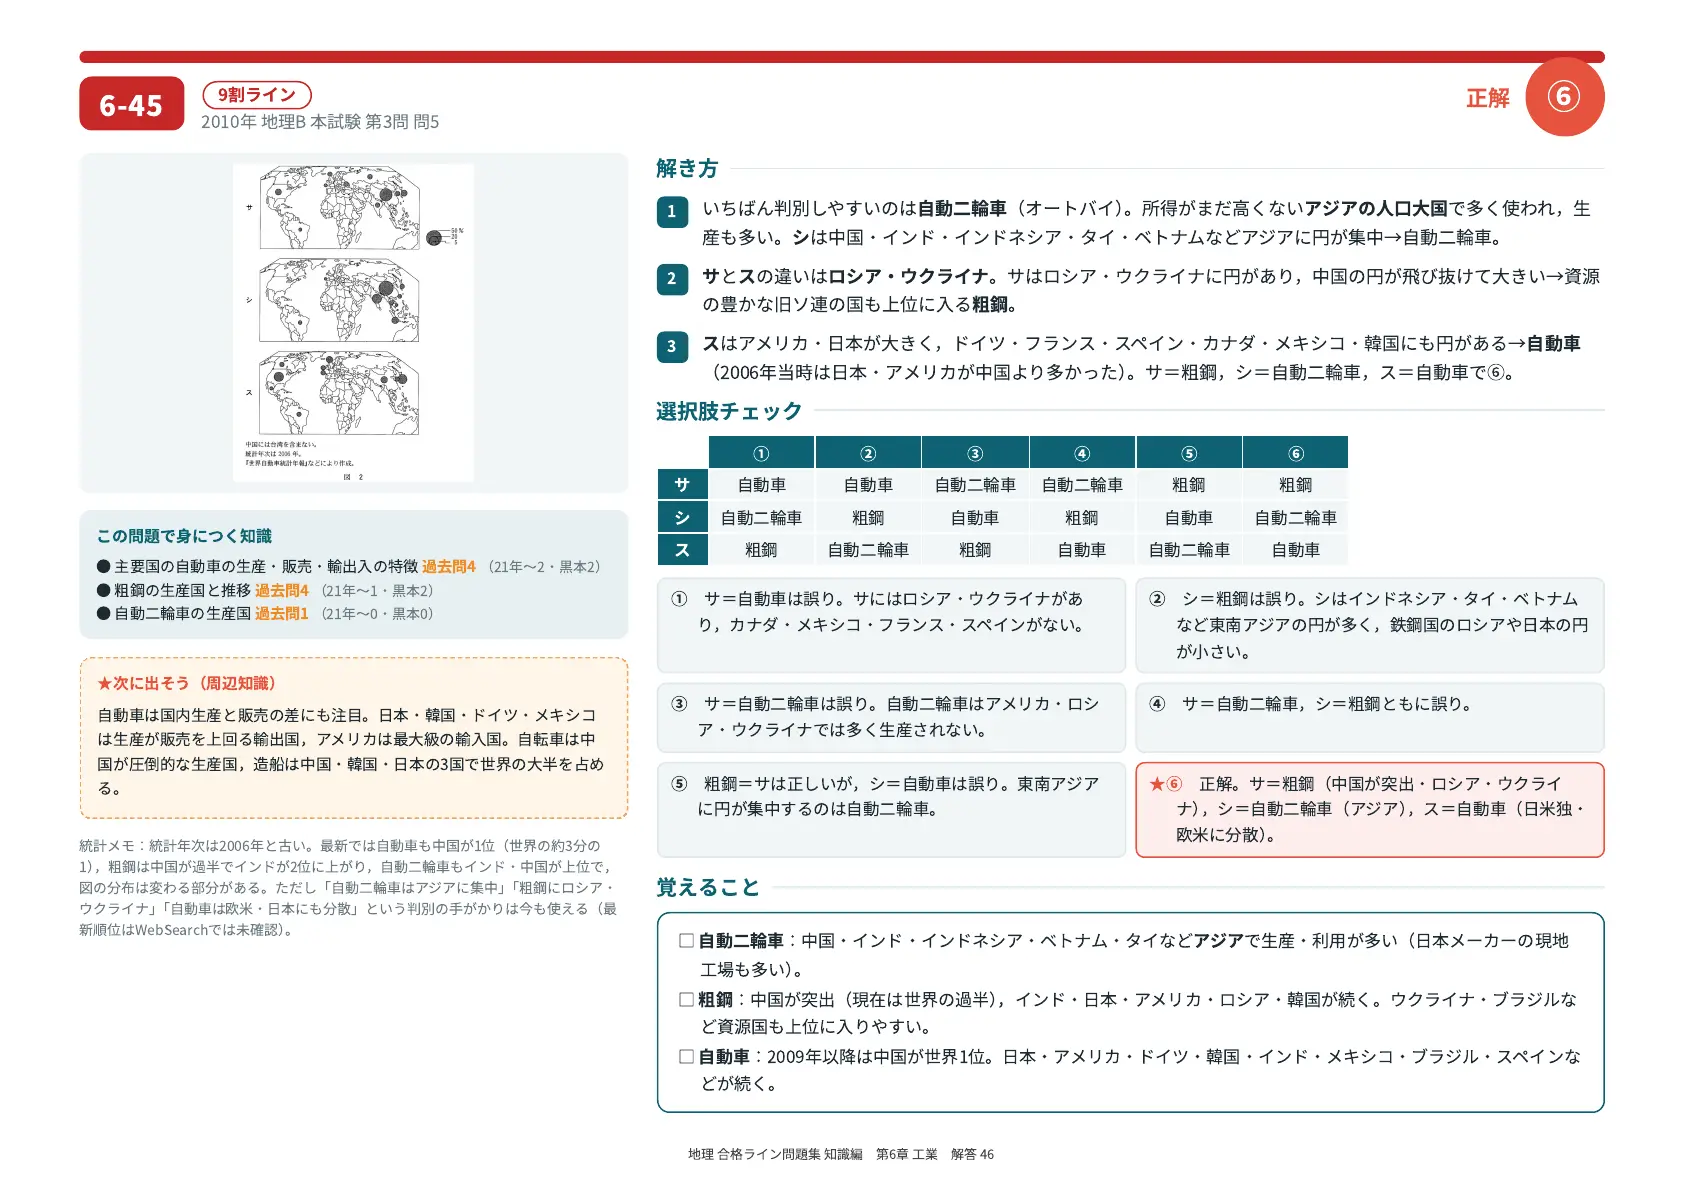 6-45
9割ライン
2010年 地理B 本試験 第3問 問5
正解 ⑥
サ
50 %
20
5
シ
ス
中国には台湾を含まない。
統計年次は 2006 年。
『世界自動車統計年報』などにより作成。
図 2
この問題で身につく知識
● 主要国の自動車の生産・販売・輸出入の特徴 過去問4 （21年〜2・黒本2）
● 粗鋼の生産国と推移 過去問4 （21年〜1・黒本2）
● 自動二輪車の生産国 過去問1 （21年〜0・黒本0）
★次に出そう（周辺知識）
自動車は国内生産と販売の差にも注目。日本・韓国・ドイツ・メキシコ
は生産が販売を上回る輸出国，アメリカは最大級の輸入国。自転車は中
国が圧倒的な生産国，造船は中国・韓国・日本の3国で世界の大半を占め
る。
統計メモ：統計年次は2006年と古い。最新では自動車も中国が1位（世界の約3分の
1），粗鋼は中国が過半でインドが2位に上がり，自動二輪車もインド・中国が上位で，
図の分布は変わる部分がある。ただし「自動二輪車はアジアに集中」「粗鋼にロシア・
ウクライナ」「自動車は欧米・日本にも分散」という判別の手がかりは今も使える（最
新順位はWebSearchでは未確認）。
解き方
1 いちばん判別しやすいのは自動二輪車（オートバイ）。所得がまだ高くないアジアの人口大国で多く使われ，生
産も多い。シは中国・インド・インドネシア・タイ・ベトナムなどアジアに円が集中→自動二輪車。
2 サとスの違いはロシア・ウクライナ。サはロシア・ウクライナに円があり，中国の円が飛び抜けて大きい→資源
の豊かな旧ソ連の国も上位に入る粗鋼。
3 スはアメリカ・日本が大きく，ドイツ・フランス・スペイン・カナダ・メキシコ・韓国にも円がある→自動車
（2006年当時は日本・アメリカが中国より多かった）。サ＝粗鋼，シ＝自動二輪車，ス＝自動車で⑥。
選択肢チェック
① ② ③ ④ ⑤ ⑥
サ 自動車 自動車 自動二輪車 自動二輪車 粗鋼 粗鋼
シ 自動二輪車 粗鋼 自動車 粗鋼 自動車 自動二輪車
ス 粗鋼 自動二輪車 粗鋼 自動車 自動二輪車 自動車
① サ＝自動車は誤り。サにはロシア・ウクライナがあ
り，カナダ・メキシコ・フランス・スペインがない。
② シ＝粗鋼は誤り。シはインドネシア・タイ・ベトナム
など東南アジアの円が多く，鉄鋼国のロシアや日本の円
が小さい。
③ サ＝自動二輪車は誤り。自動二輪車はアメリカ・ロシ
ア・ウクライナでは多く生産されない。
④ サ＝自動二輪車，シ＝粗鋼ともに誤り。
⑤ 粗鋼＝サは正しいが，シ＝自動車は誤り。東南アジア
に円が集中するのは自動二輪車。
★⑥ 正解。サ＝粗鋼（中国が突出・ロシア・ウクライ
ナ），シ＝自動二輪車（アジア），ス＝自動車（日米独・
欧米に分散）。
覚えること
□ 自動二輪車：中国・インド・インドネシア・ベトナム・タイなどアジアで生産・利用が多い（日本メーカーの現地
工場も多い）。
□ 粗鋼：中国が突出（現在は世界の過半），インド・日本・アメリカ・ロシア・韓国が続く。ウクライナ・ブラジルな
ど資源国も上位に入りやすい。
□ 自動車：2009年以降は中国が世界1位。日本・アメリカ・ドイツ・韓国・インド・メキシコ・ブラジル・スペインな
どが続く。
地理 合格ライン問題集 知識編 第6章 工業 解答 46